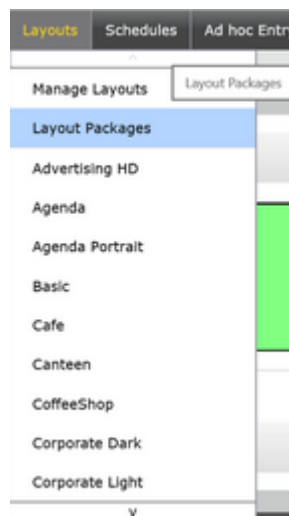 Layouts Schedules Ad hoc Entr
Manage Layouts
Layout Packages
Layout Packages
Advertising HD
Agenda
Agenda Portrait
Basic
Cafe
Canteen
CoffeeShop
Corporate Dark
Corporate Light